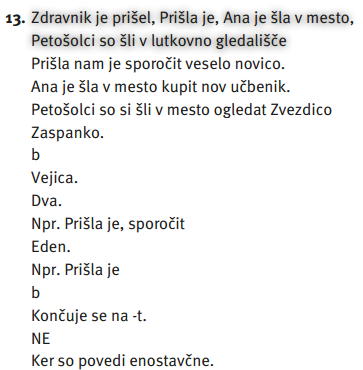 13. Zdravnik je prišel, Prišla je, Ana je šla v mesto,
Petošolci so šli v lutkovno gledališče
Prišla nam je sporočit veselo novico.
Ana je šla v mesto kupit nov učbenik.
Petošolci so si šli v mesto ogledat Zvezdico
Zaspanko.
b
Vejica.
Dva.
Npr. Prišla je, sporočit
Eden.
Npr. Prišla je
b
Končuje se na -t.
NE
Ker so povedi enostavčne.